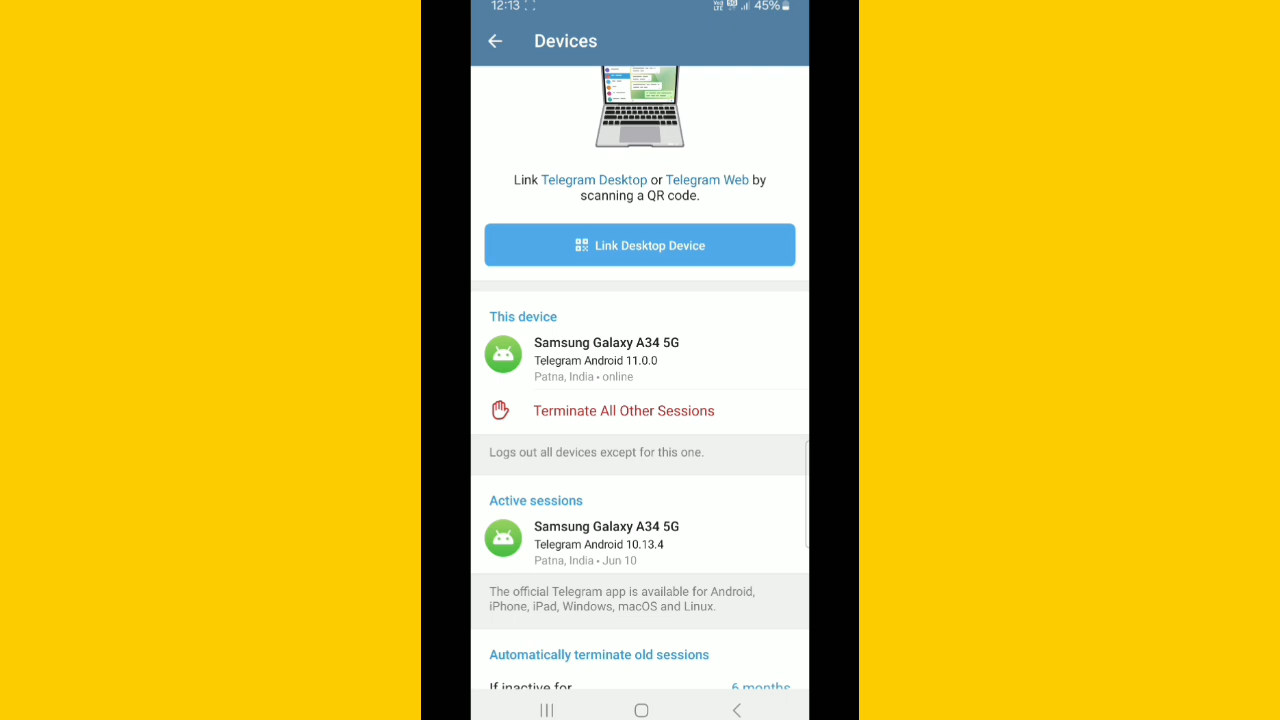 12:13
45%
Devices
Link Telegram Desktop or Telegram Web by
scanning a QR code.
Link Desktop Device
This device
Samsung Galaxy A34 5G
Telegram Android 11.0.0
Patna, India • online
Terminate All Other Sessions
Logs out all devices except for this one.
Active sessions
Samsung Galaxy A34 5G
Telegram Android 10.13.4
Patna, India • Jun 10
The official Telegram app is available for Android,
iPhone, iPad, Windows, macOS and Linux.
Automatically terminate old sessions
If inactive for 6 months